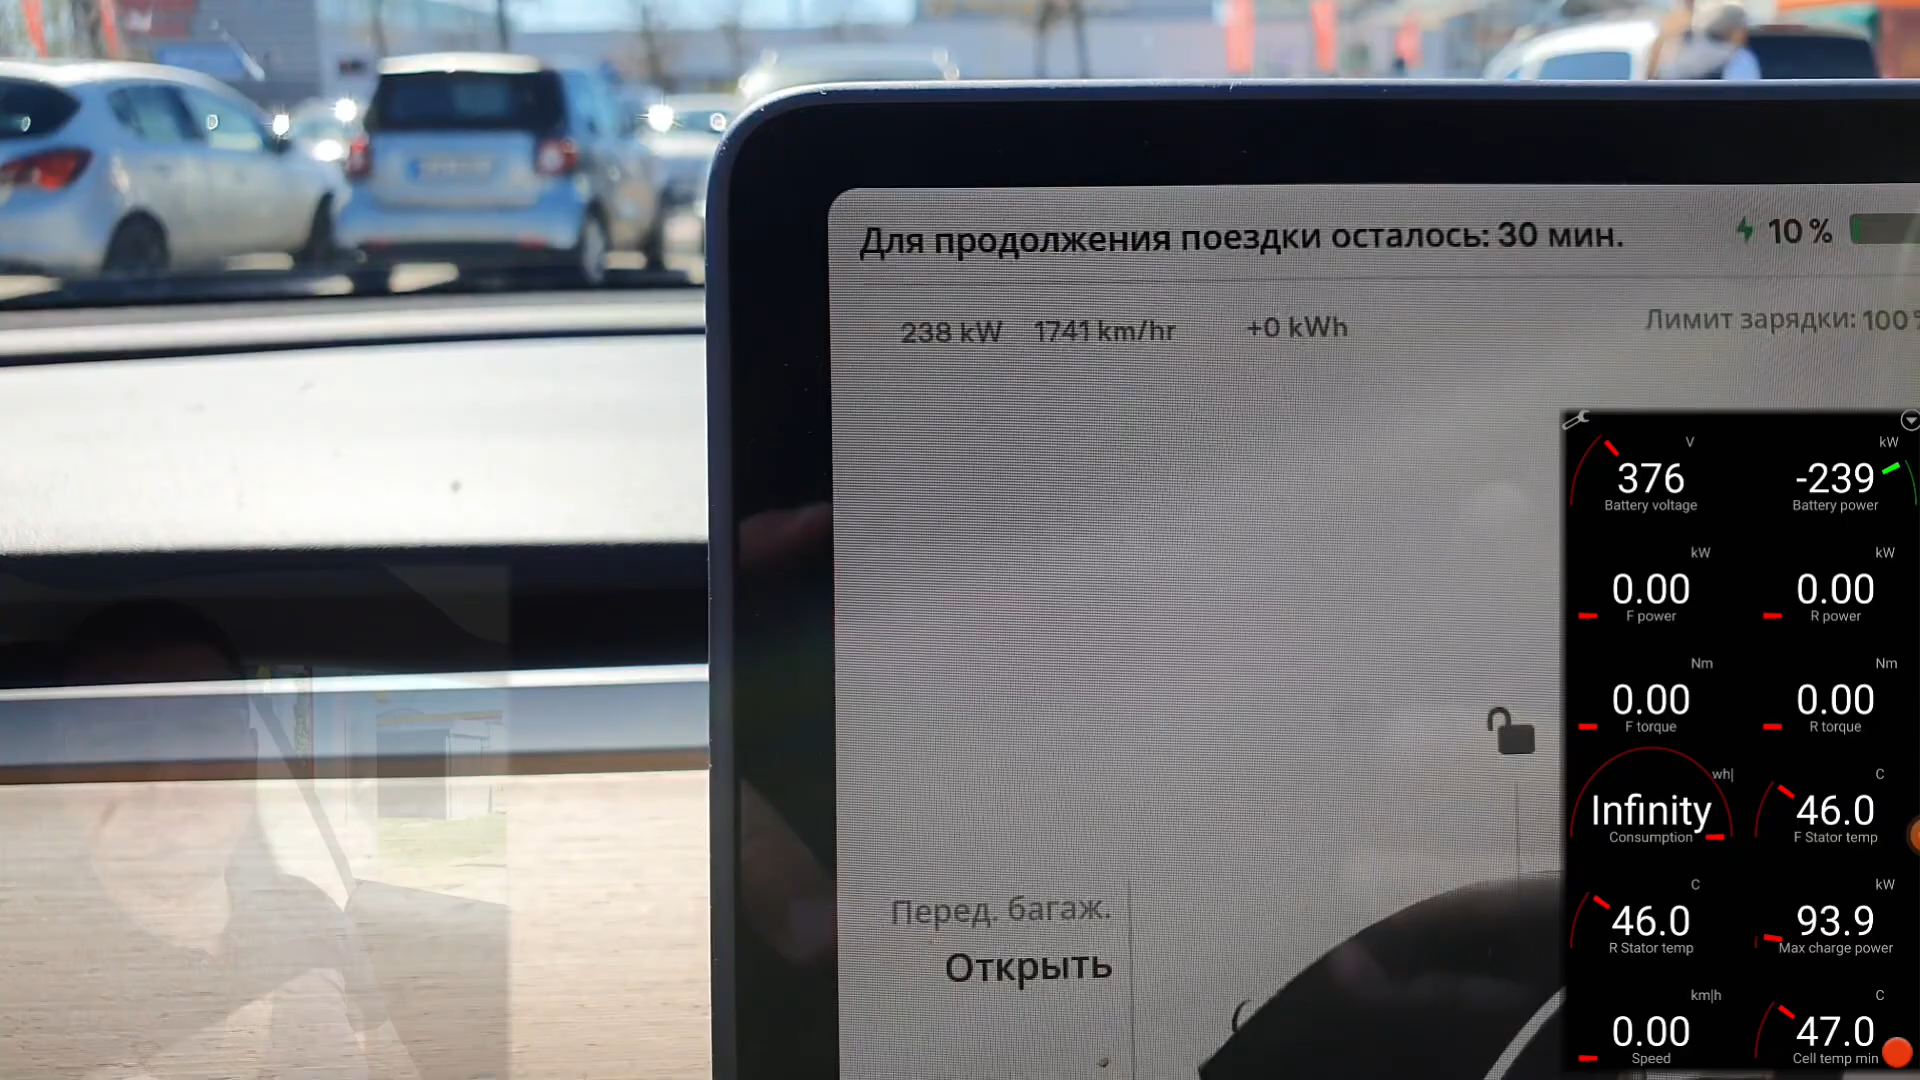 Для продолжения поездки осталось: 30 мин.
10 %
238 kW 1741 km/hr +0 kWh
Лимит зарядки: 100
V
376
Battery voltage
kW
-239
Battery power
kW
0.00
F power
kW
0.00
R power
Nm
0.00
F torque
Nm
0.00
R torque
wh|
Infinity
Consumption
C
46.0
F Stator temp
C
46.0
R Stator temp
kW
93.9
Max charge power
km|h
0.00
Speed
C
47.0
Cell temp min
Перед. багаж.
Открыть